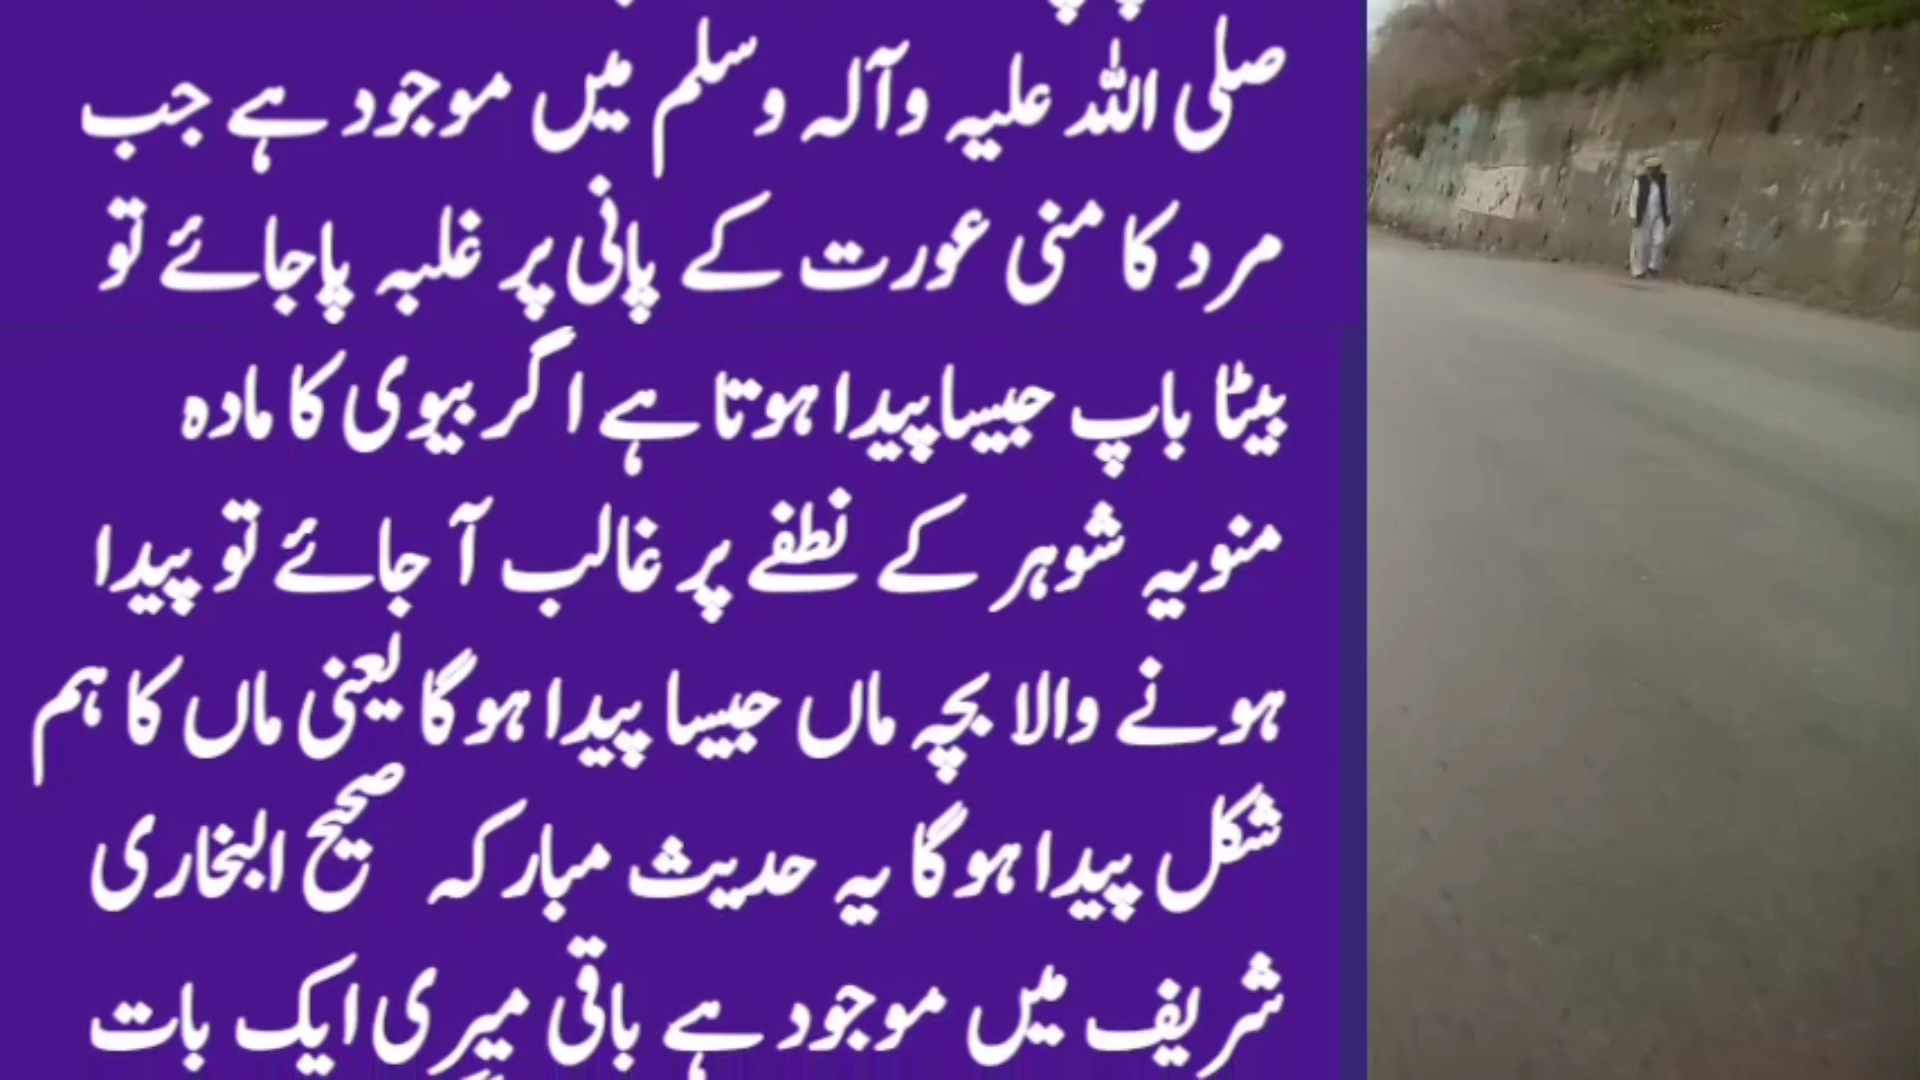 صلی اللہ علیہ وآلہ وسلم میں موجود ہے جب
مرد کا منی عورت کے پانی پر غلبہ پاجائے تو
بیٹا باپ جیسا پیدا ہوتا ہے اگر بیوی کا مادہ
منویہ شوہر کے نطفے پر غالب آ جائے تو پیدا
ہونے والا بچہ ماں جیسا پیدا ہوگا یعنی ماں کا ہم
شکل پیدا ہوگا یہ حدیث مبارکہ صحیح البخاری
شریف میں موجود ہے باقی میری ایک بات